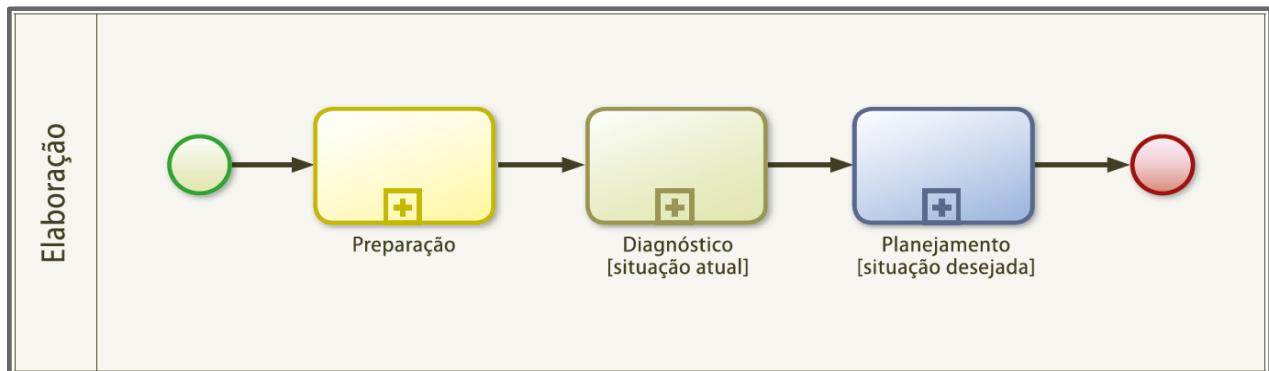 Elaboração
Preparação
Diagnóstico
[situação atual]
Planejamento
[situação desejada]